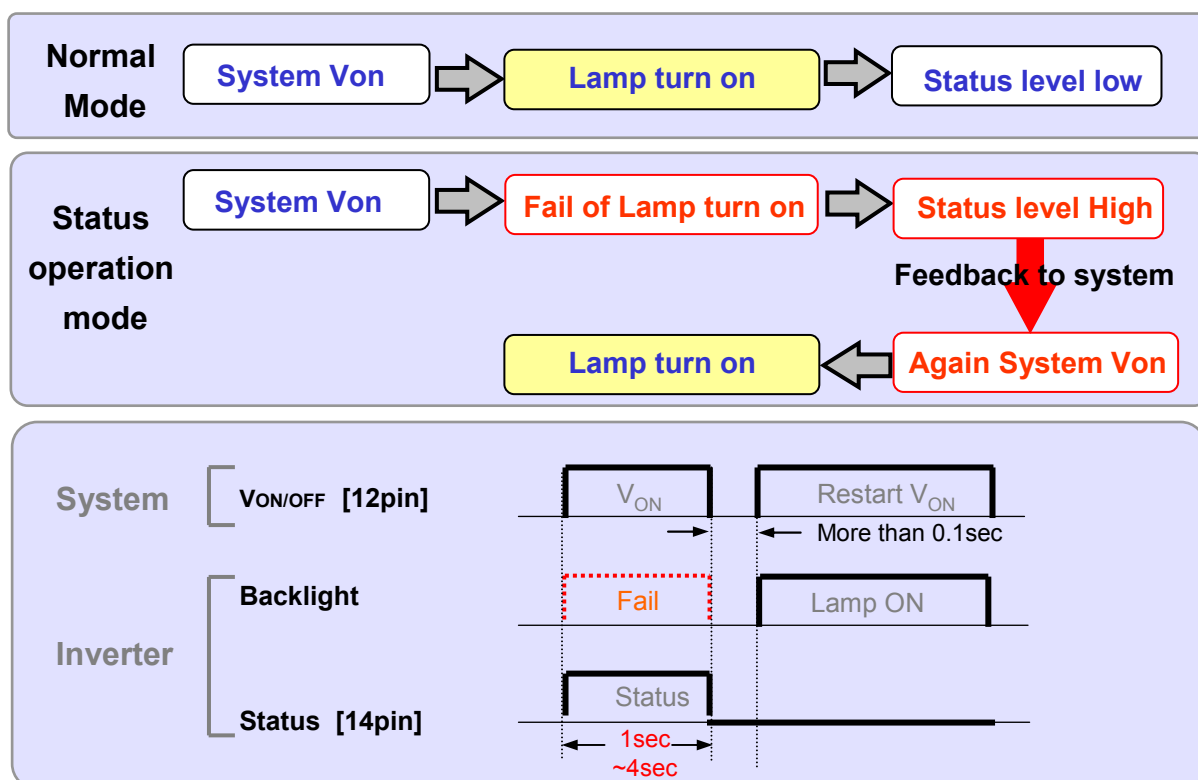 Normal
Mode
System Von
Lamp turn on
Status level low
Status
operation
mode
System Von
Fail of Lamp turn on
Status level High
Feedback to system
Lamp turn on
Again System Von
System
VON/OFF [12pin]
VON
Restart VON
More than 0.1sec
Inverter
Backlight
Fail
Lamp ON
Status [14pin]
Status
1sec
~4sec